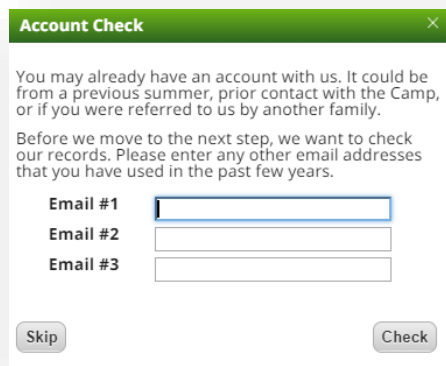 Account Check ×
You may already have an account with us. It could be
from a previous summer, prior contact with the Camp,
or if you were referred to us by another family.
Before we move to the next step, we want to check
our records. Please enter any other email addresses
that you have used in the past few years.
Email #1
Email #2
Email #3
Skip Check